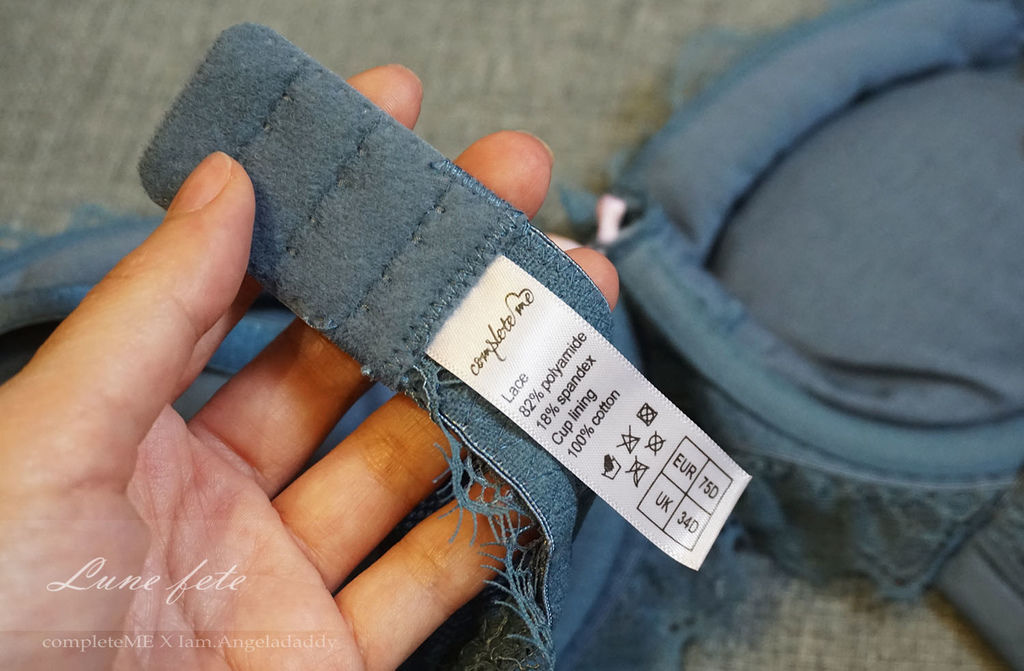 complete me
Lace
82% polyamide
18% spandex
Cup lining
100% cotton
EUR 75D
UK 34D
Lune fete
completeME X Iam.Angeladaddy